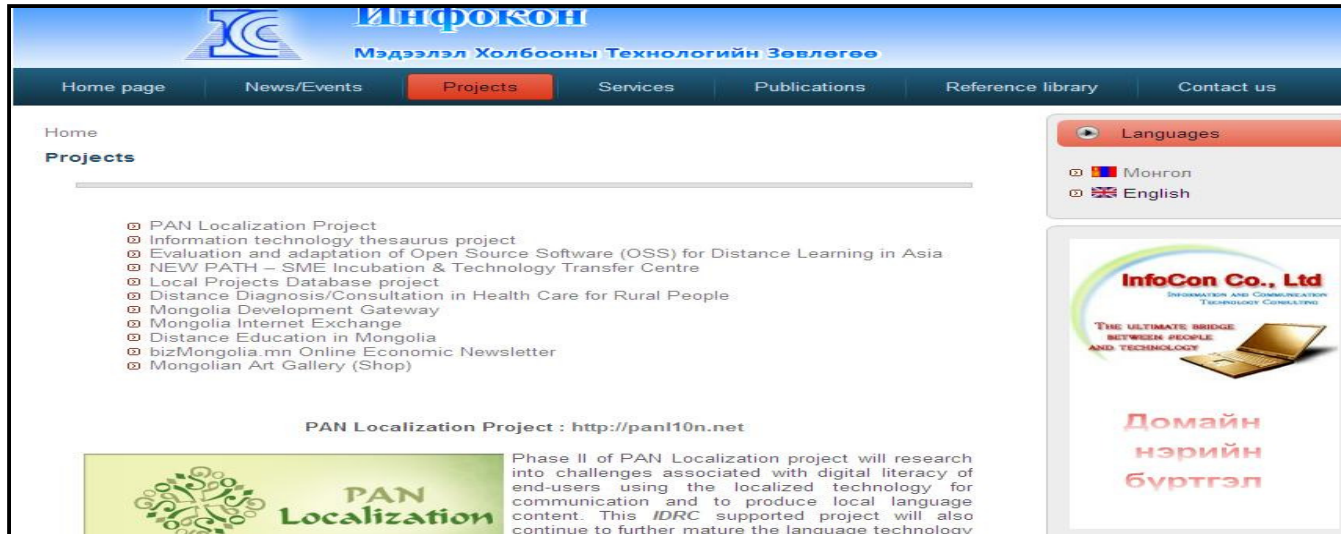 Инфокон
Мэдээлэл Холбооны Технологийн Зөвлөгөө
Home page
News/Events
Projects
Services
Publications
Reference library
Contact us
Home
Projects
PAN Localization Project
Information technology thesaurus project
Evaluation and adaptation of Open Source Software (OSS) for Distance Learning in Asia
NEW PATH – SME Incubation & Technology Transfer Centre
Local Projects Database project
Distance Diagnosis/Consultation in Health Care for Rural People
Mongolia Development Gateway
Mongolia Internet Exchange
Distance Education in Mongolia
bizMongolia.mn Online Economic Newsletter
Mongolian Art Gallery (Shop)
PAN Localization Project : http://panl10n.net
PAN
Localization
Phase II of PAN Localization project will research
into challenges associated with digital literacy of
end-users using the localized technology for
communication and to produce local language
content. This IDRC supported project will also
continue to further mature the language technology
Languages
Монгол
English
InfoCon Co., Ltd
Information and Communication
Technology Consulting
The ultimate bridge
between people
and technology
Домайн
нэрийн
бүртгэл